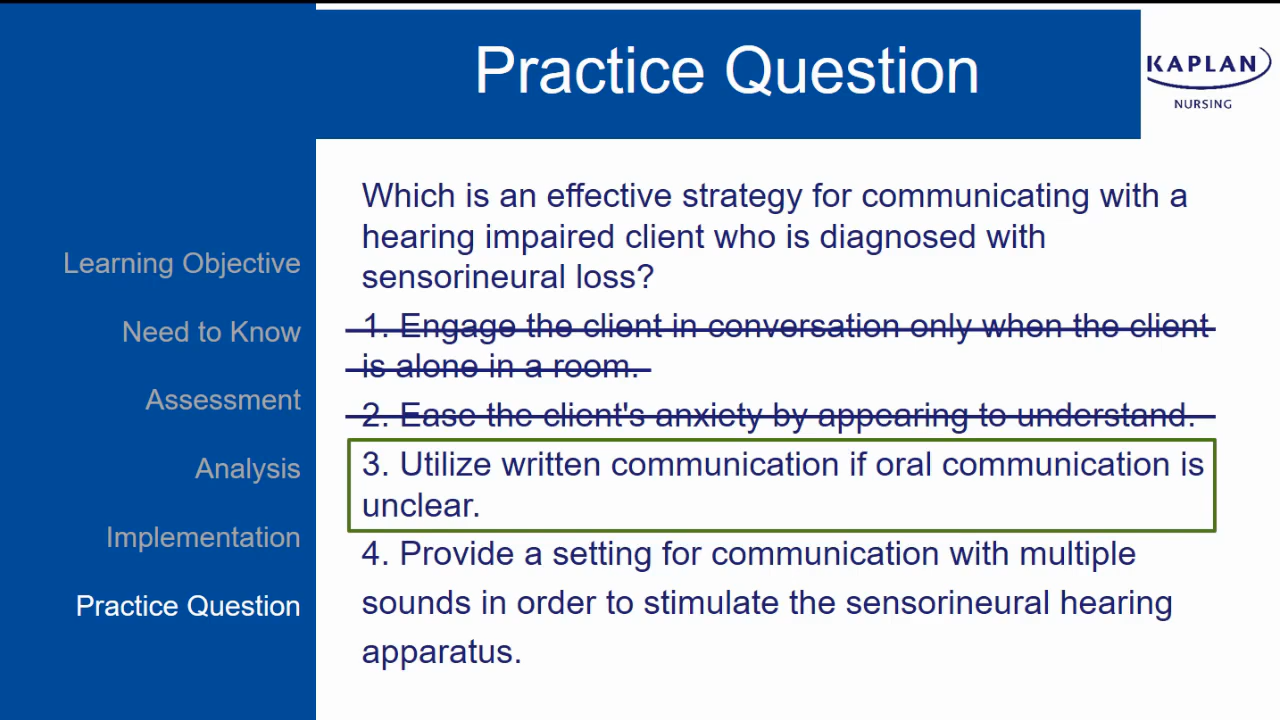 Practice Question
KAPLAN
NURSING
Learning Objective
Need to Know
Assessment
Analysis
Implementation
Practice Question
Which is an effective strategy for communicating with a
hearing impaired client who is diagnosed with
sensorineural loss?
1. Engage the client in conversation only when the client
is alone in a room.
2. Ease the client's anxiety by appearing to understand.
3. Utilize written communication if oral communication is
unclear.
4. Provide a setting for communication with multiple
sounds in order to stimulate the sensorineural hearing
apparatus.